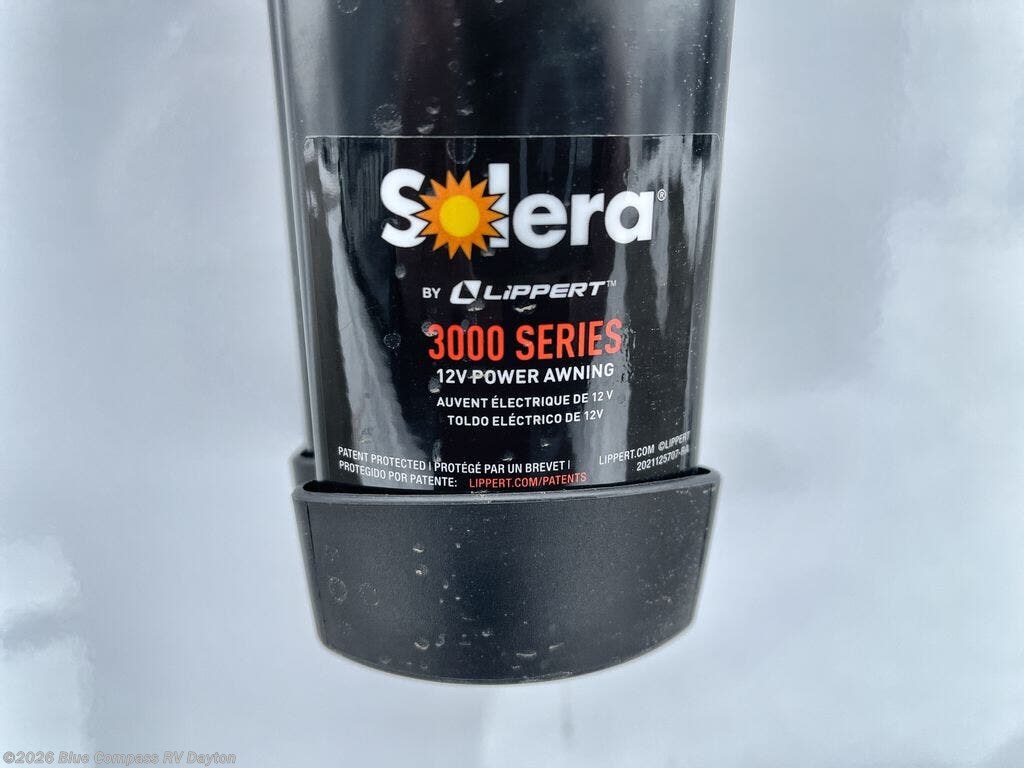 Solera®
BY LIPPERT™
3000 SERIES
12V POWER AWNING
AUVENT ÉLECTRIQUE DE 12 V
TOLDO ELÉCTRICO DE 12V
PATENT PROTECTED | PROTÉGÉ PAR UN BREVET |
PROTEGIDO POR PATENTE: LIPPERT.COM/PATENTS
LIPPERT.COM ©LIPPERT
©2026 Blue Compass RV Dayton